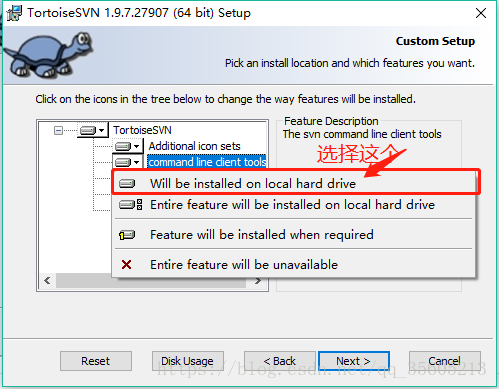 TortoiseSVN 1.9.7.27907 (64 bit) Setup
Custom Setup
Pick an install location and which features you want.
Click on the icons in the tree below to change the way features will be installed.
TortoiseSVN
Additional icon sets
command line client tools
Feature Description
The svn command line client tools
选择这个
Will be installed on local hard drive
Entire feature will be installed on local hard drive
Feature will be installed when required
Entire feature will be unavailable
Reset
Disk Usage
< Back
Next >
Cancel
https://blog.csdn.net/qq_35606213